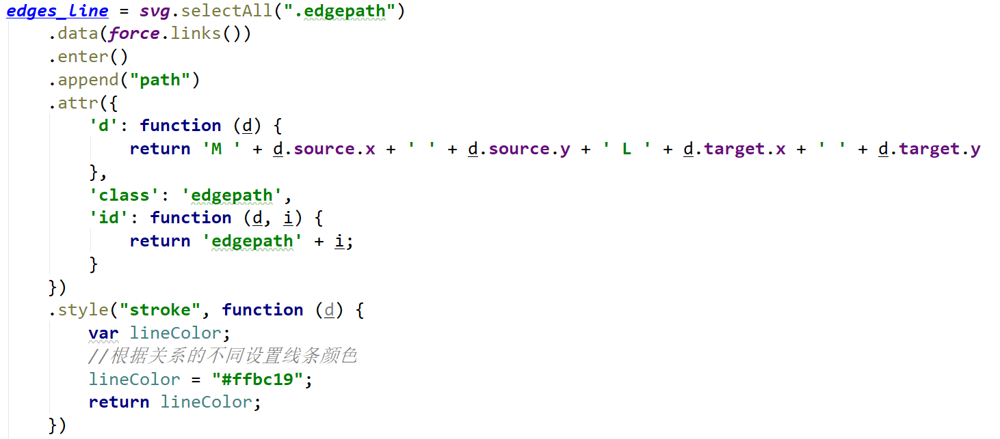 edges_line = svg.selectAll(".edgepath")
    .data(force.links())
    .enter()
    .append("path")
    .attr({
        'd': function (d) {
            return 'M ' + d.source.x + ' ' + d.source.y + ' L ' + d.target.x + ' ' + d.target.y
        },
        'class': 'edgepath',
        'id': function (d, i) {
            return 'edgepath' + i;
        }
    })
    .style("stroke", function (d) {
        var lineColor;
        //根据关系的不同设置线条颜色
        lineColor = "#ffbc19";
        return lineColor;
    })